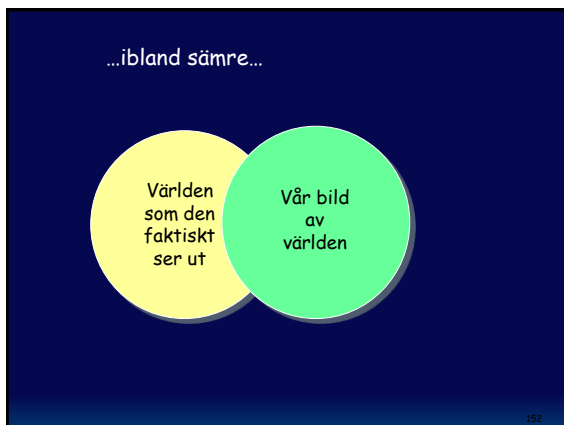 …ibland sämre…
Världen
som den
faktiskt
ser ut
Vår bild
av
världen
152